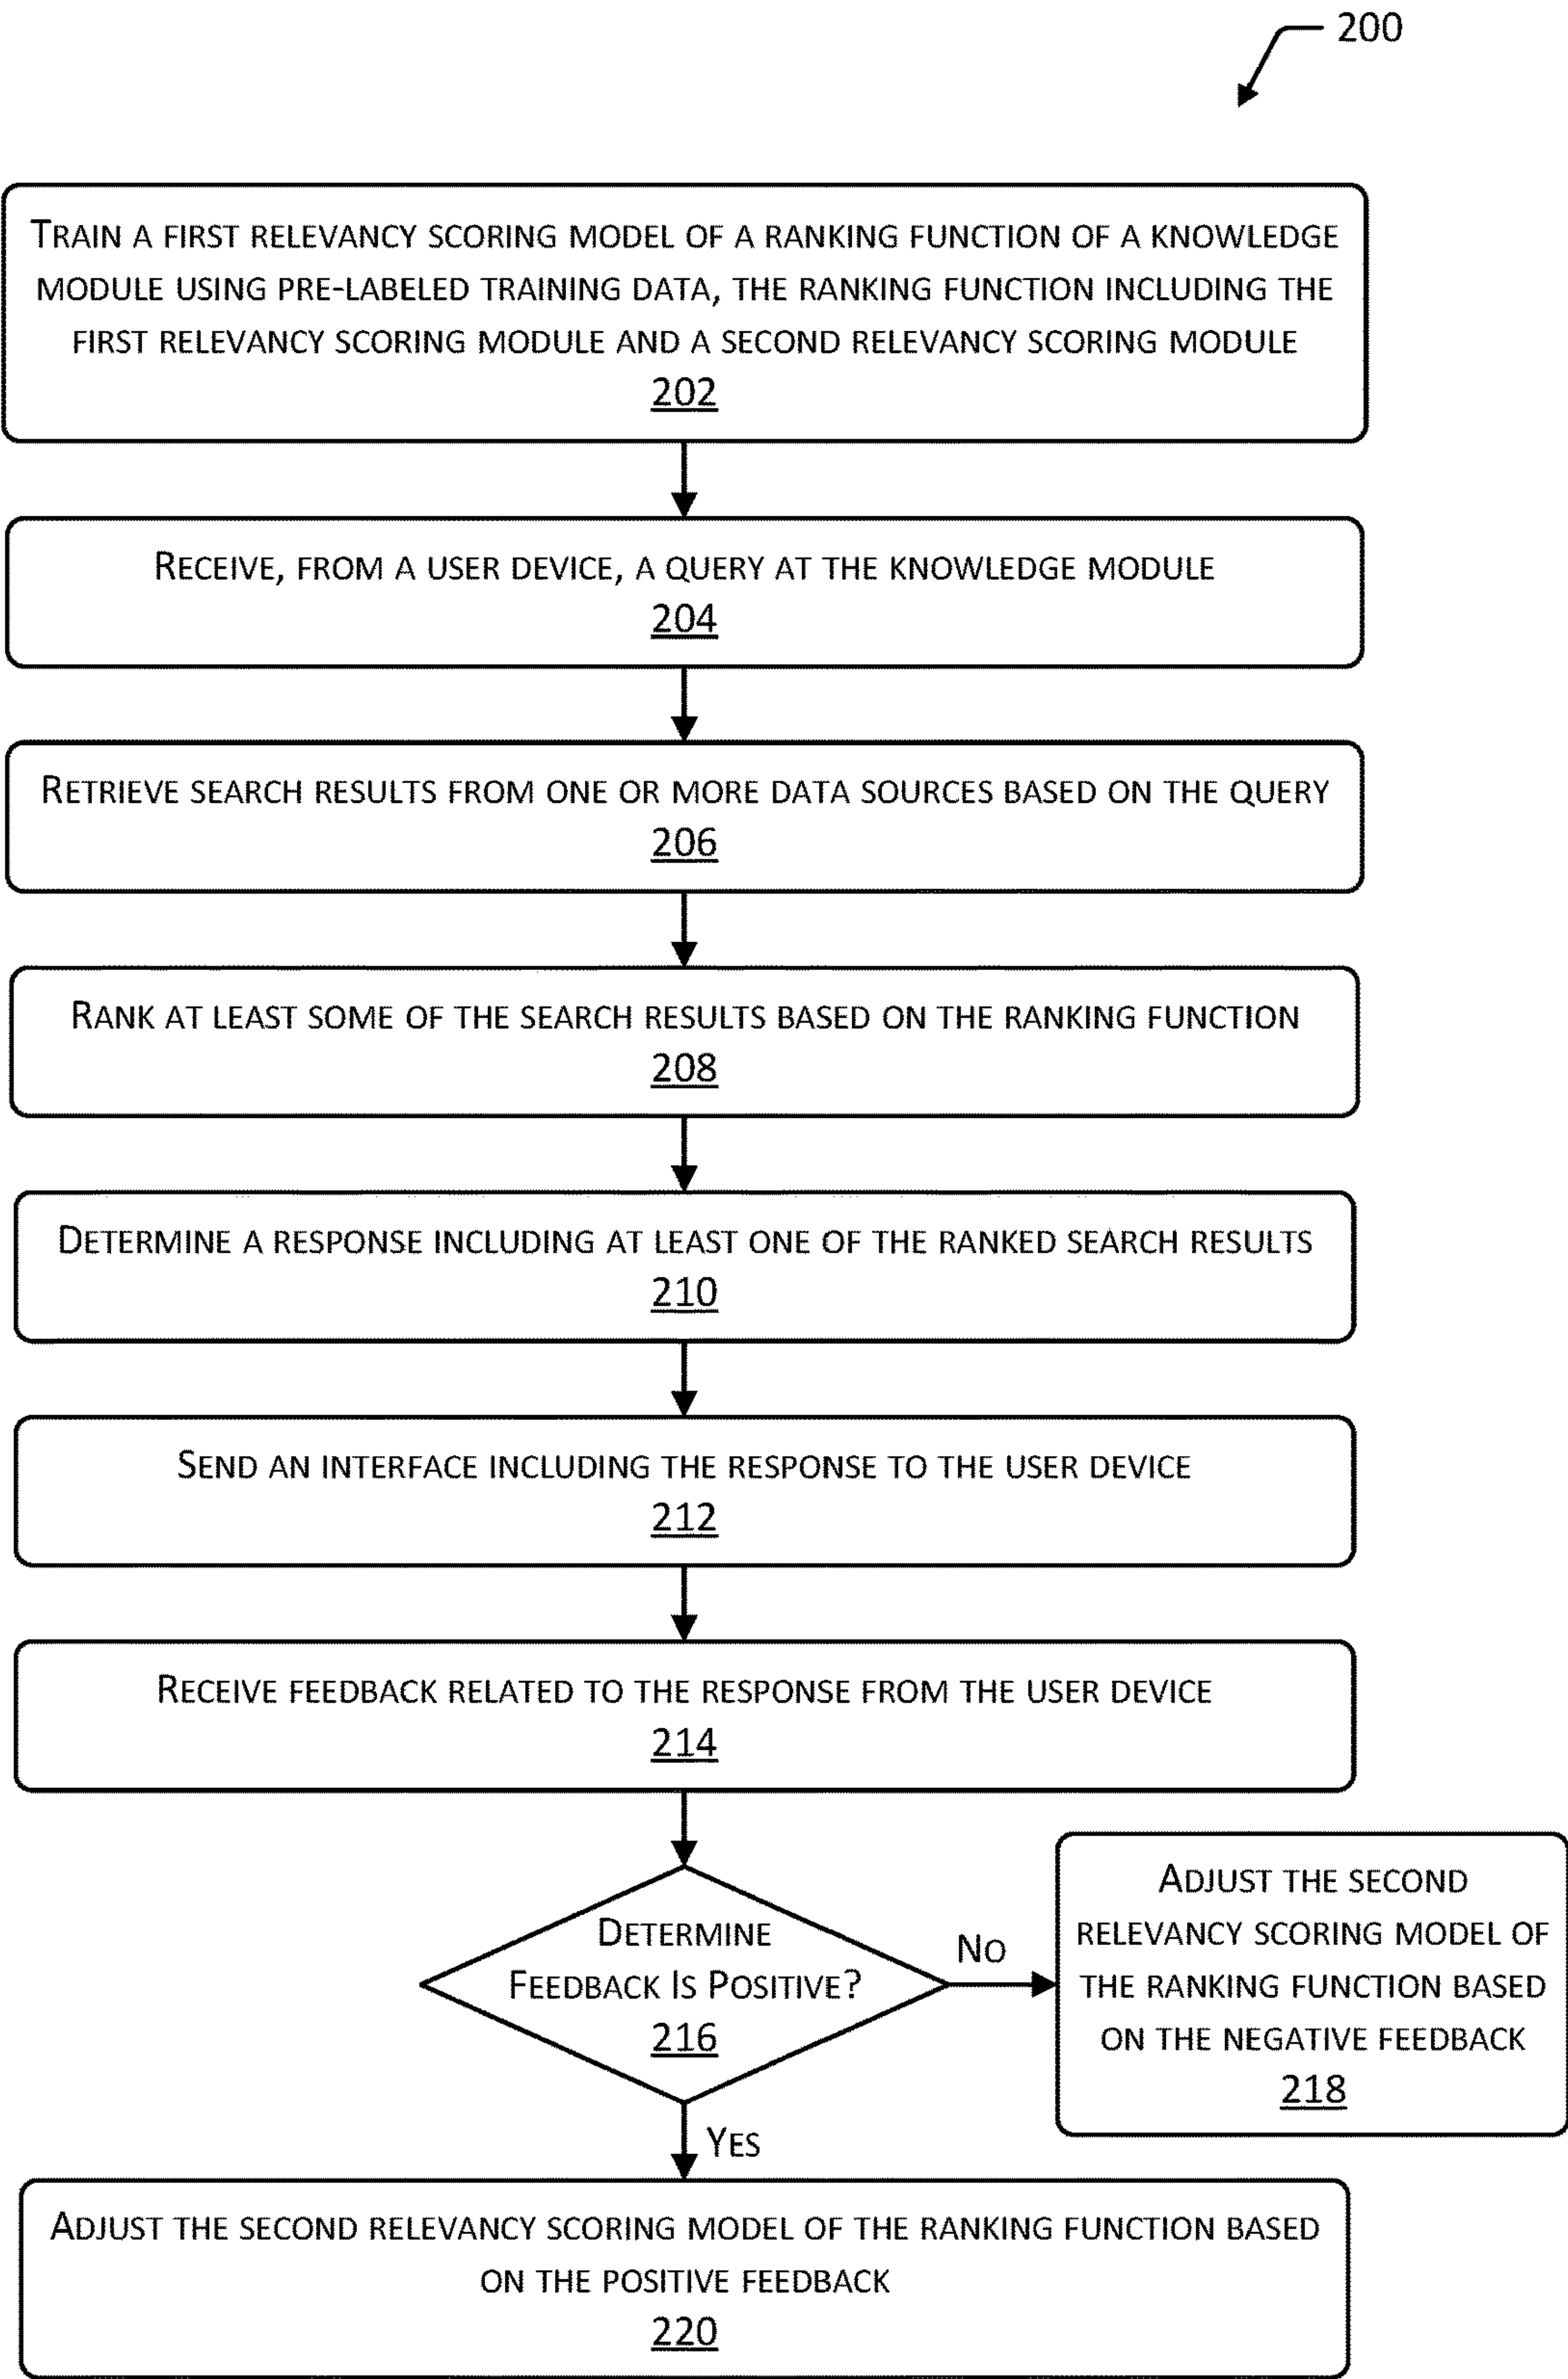 200
TRAIN A FIRST RELEVANCY SCORING MODEL OF A RANKING FUNCTION OF A KNOWLEDGE
MODULE USING PRE-LABELED TRAINING DATA, THE RANKING FUNCTION INCLUDING THE
FIRST RELEVANCY SCORING MODULE AND A SECOND RELEVANCY SCORING MODULE
202
RECEIVE, FROM A USER DEVICE, A QUERY AT THE KNOWLEDGE MODULE
204
RETRIEVE SEARCH RESULTS FROM ONE OR MORE DATA SOURCES BASED ON THE QUERY
206
RANK AT LEAST SOME OF THE SEARCH RESULTS BASED ON THE RANKING FUNCTION
208
DETERMINE A RESPONSE INCLUDING AT LEAST ONE OF THE RANKED SEARCH RESULTS
210
SEND AN INTERFACE INCLUDING THE RESPONSE TO THE USER DEVICE
212
RECEIVE FEEDBACK RELATED TO THE RESPONSE FROM THE USER DEVICE
214
DETERMINE
FEEDBACK IS POSITIVE?
216
NO
ADJUST THE SECOND
RELEVANCY SCORING MODEL OF
THE RANKING FUNCTION BASED
ON THE NEGATIVE FEEDBACK
218
YES
ADJUST THE SECOND RELEVANCY SCORING MODEL OF THE RANKING FUNCTION BASED
ON THE POSITIVE FEEDBACK
220